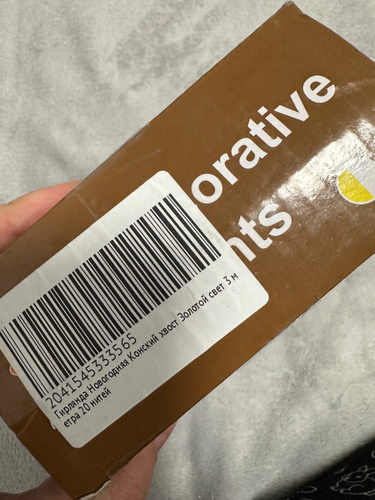 orative
nts
2041545333565
Гирлянда Новогодняя Конский хвост Золотой свет 3 м
етра 20 нитей